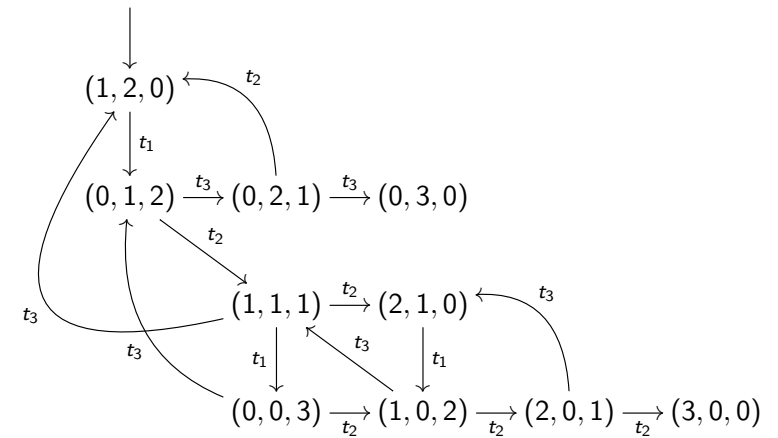 (1, 2, 0)
t₂
t₁
(0, 1, 2) t₃ (0, 2, 1) t₃ (0, 3, 0)
t₂
(1, 1, 1) t₂ (2, 1, 0)
t₃
t₃
t₃
t₁
t₃
t₁
(0, 0, 3) t₂ (1, 0, 2) t₂ (2, 0, 1) t₂ (3, 0, 0)